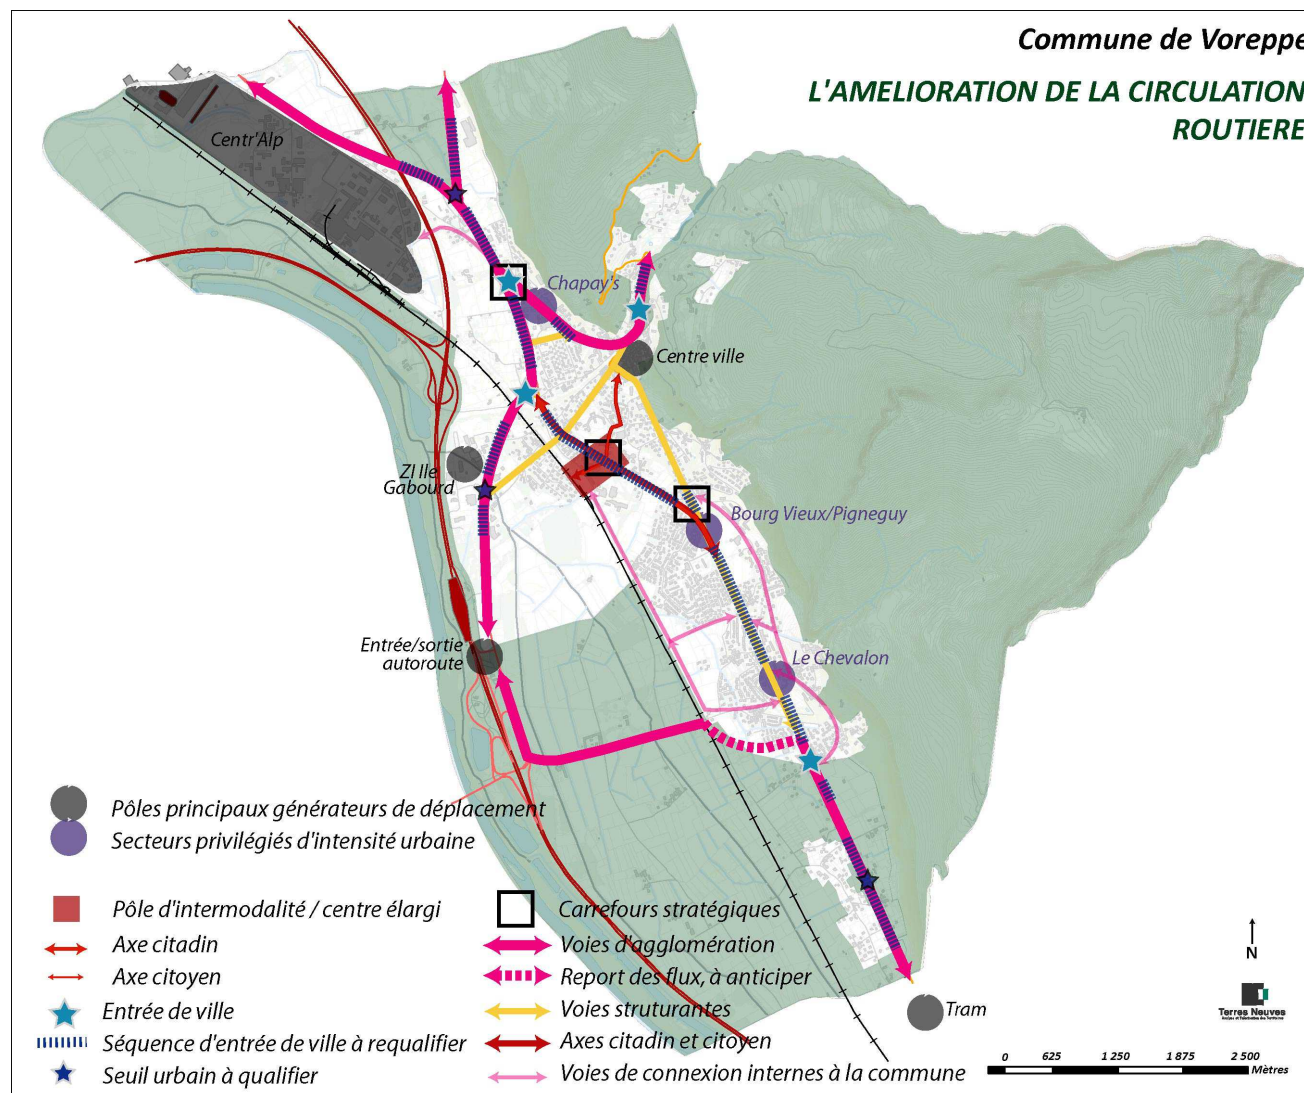 Commune de Voreppe
L'AMELIORATION DE LA CIRCULATION
ROUTIERE
Centr'Alp
Chapay's
Centre ville
ZI Ile
Gabourd
Bourg Vieux/Pigneguy
Entrée/sortie
autoroute
Le Chevalon
Tram
Pôles principaux générateurs de déplacement
Secteurs privilégiés d'intensité urbaine
Pôle d'intermodalité / centre élargi
Axe citadin
Axe citoyen
Entrée de ville
Séquence d'entrée de ville à requalifier
Seuil urbain à qualifier
Carrefours stratégiques
Voies d'agglomération
Report des flux, à anticiper
Voies struturantes
Axes citadin et citoyen
Voies de connexion internes à la commune
N
Terres Neuves
0 625 1 250 1 875 2 500
Mètres